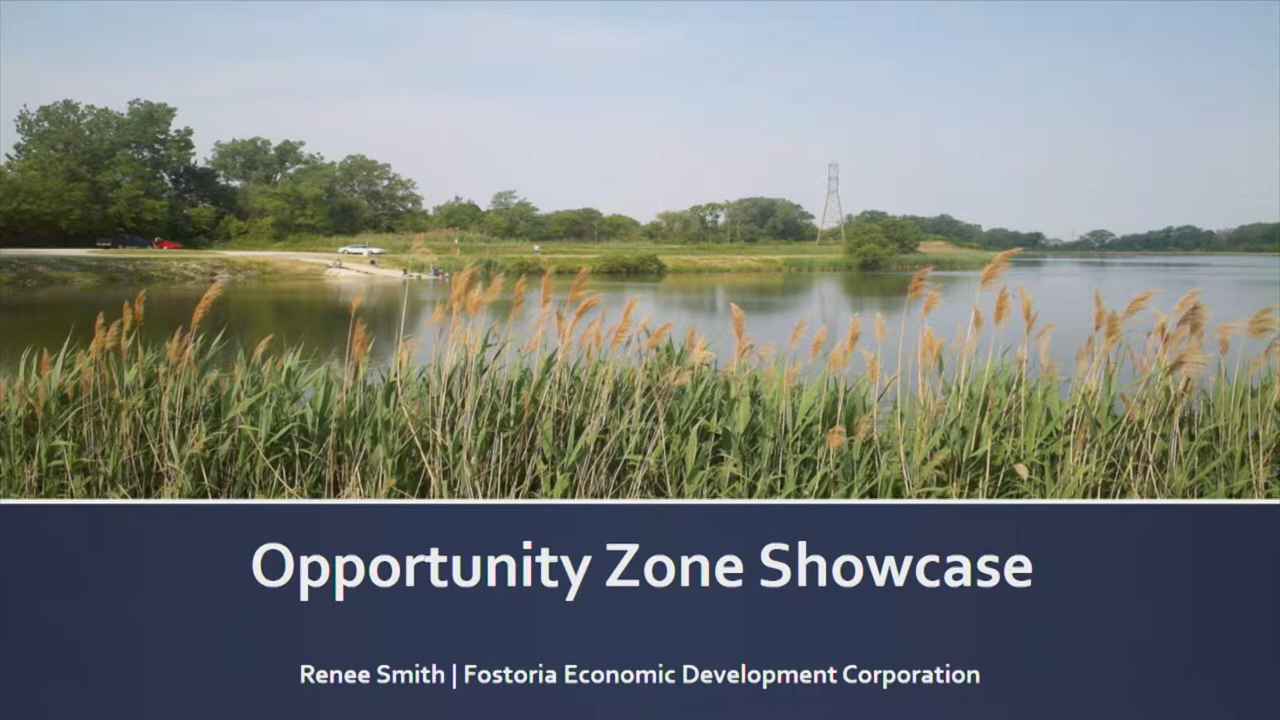 Opportunity Zone Showcase
Renee Smith | Fostoria Economic Development Corporation